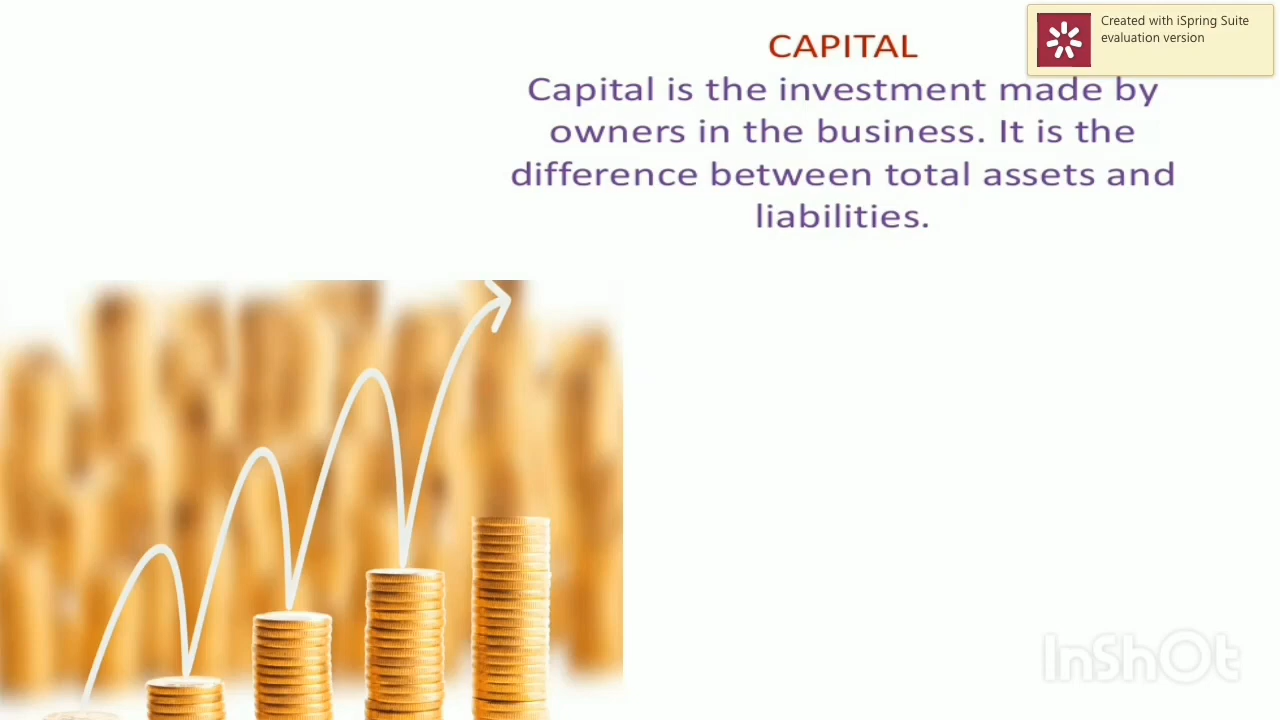 CAPITAL
Capital is the investment made by
owners in the business. It is the
difference between total assets and
liabilities.
Created with iSpring Suite
evaluation version
InShOt